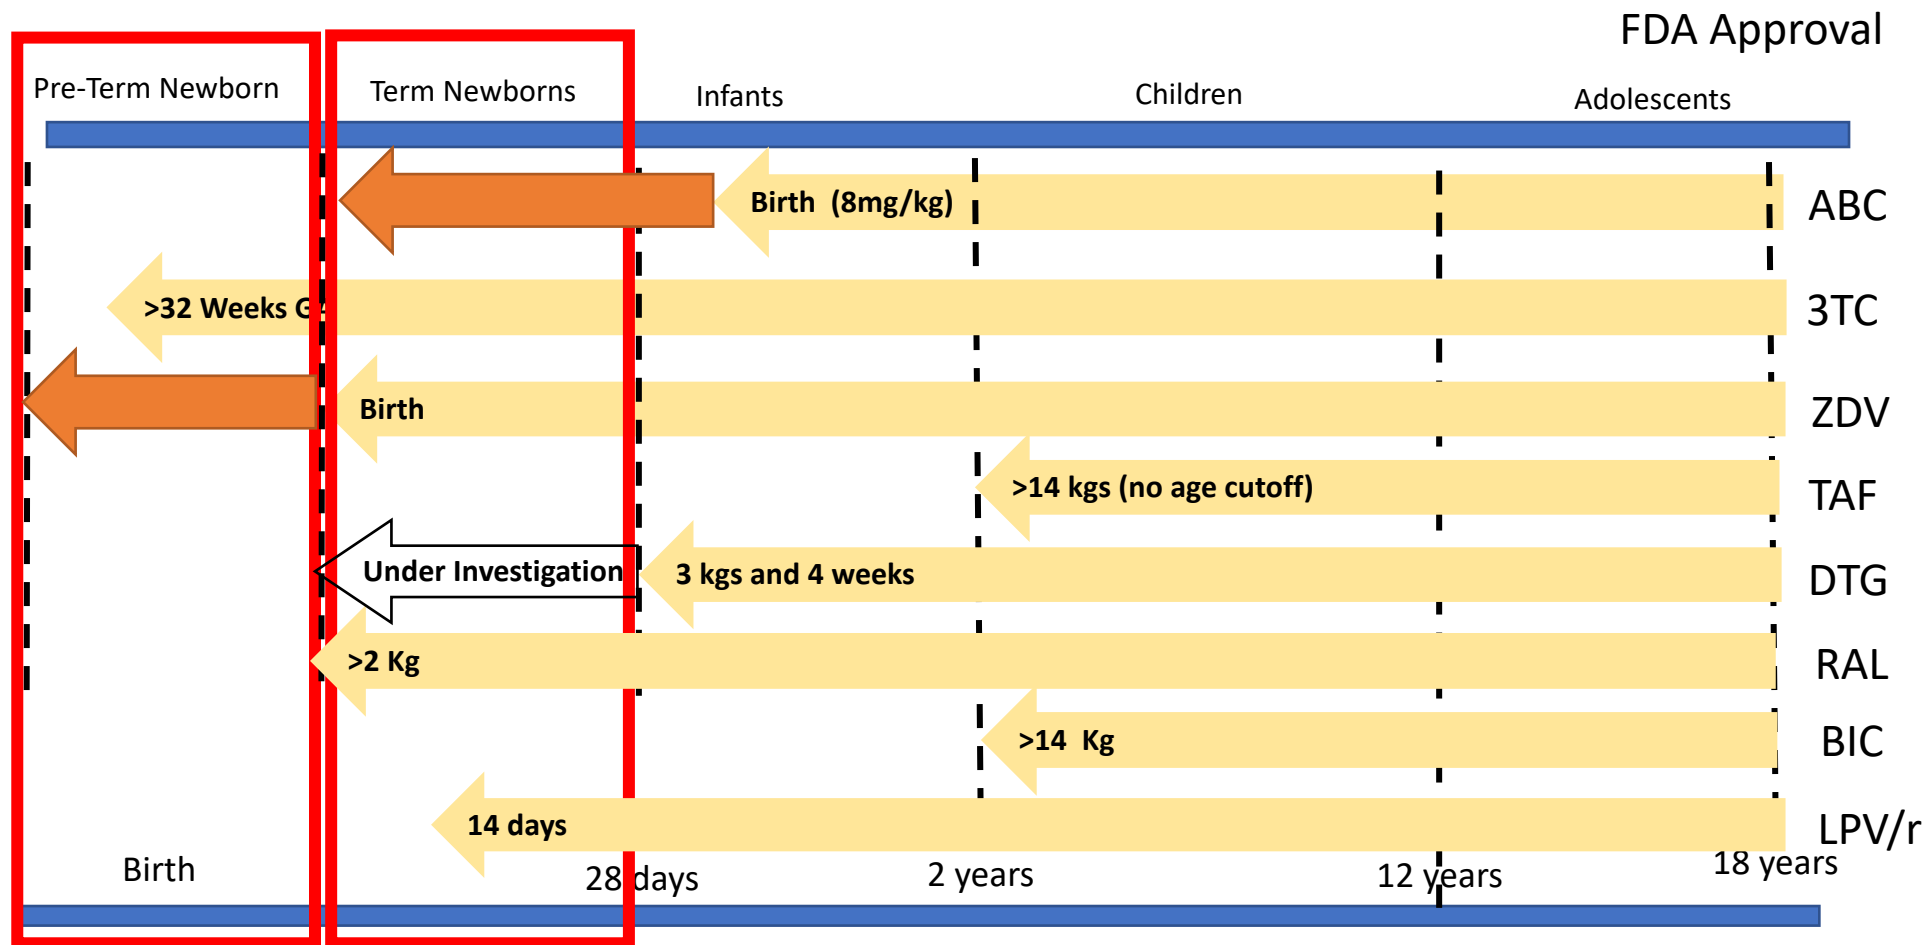 FDA Approval
Pre-Term Newborn
Term Newborns
Infants
Children
Adolescents
Birth (8mg/kg)
ABC
>32 Weeks
3TC
Birth
ZDV
>14 kgs (no age cutoff)
TAF
Under Investigation
3 kgs and 4 weeks
DTG
>2 Kg
RAL
>14 Kg
BIC
14 days
LPV/r
Birth
28 days
2 years
12 years
18 years